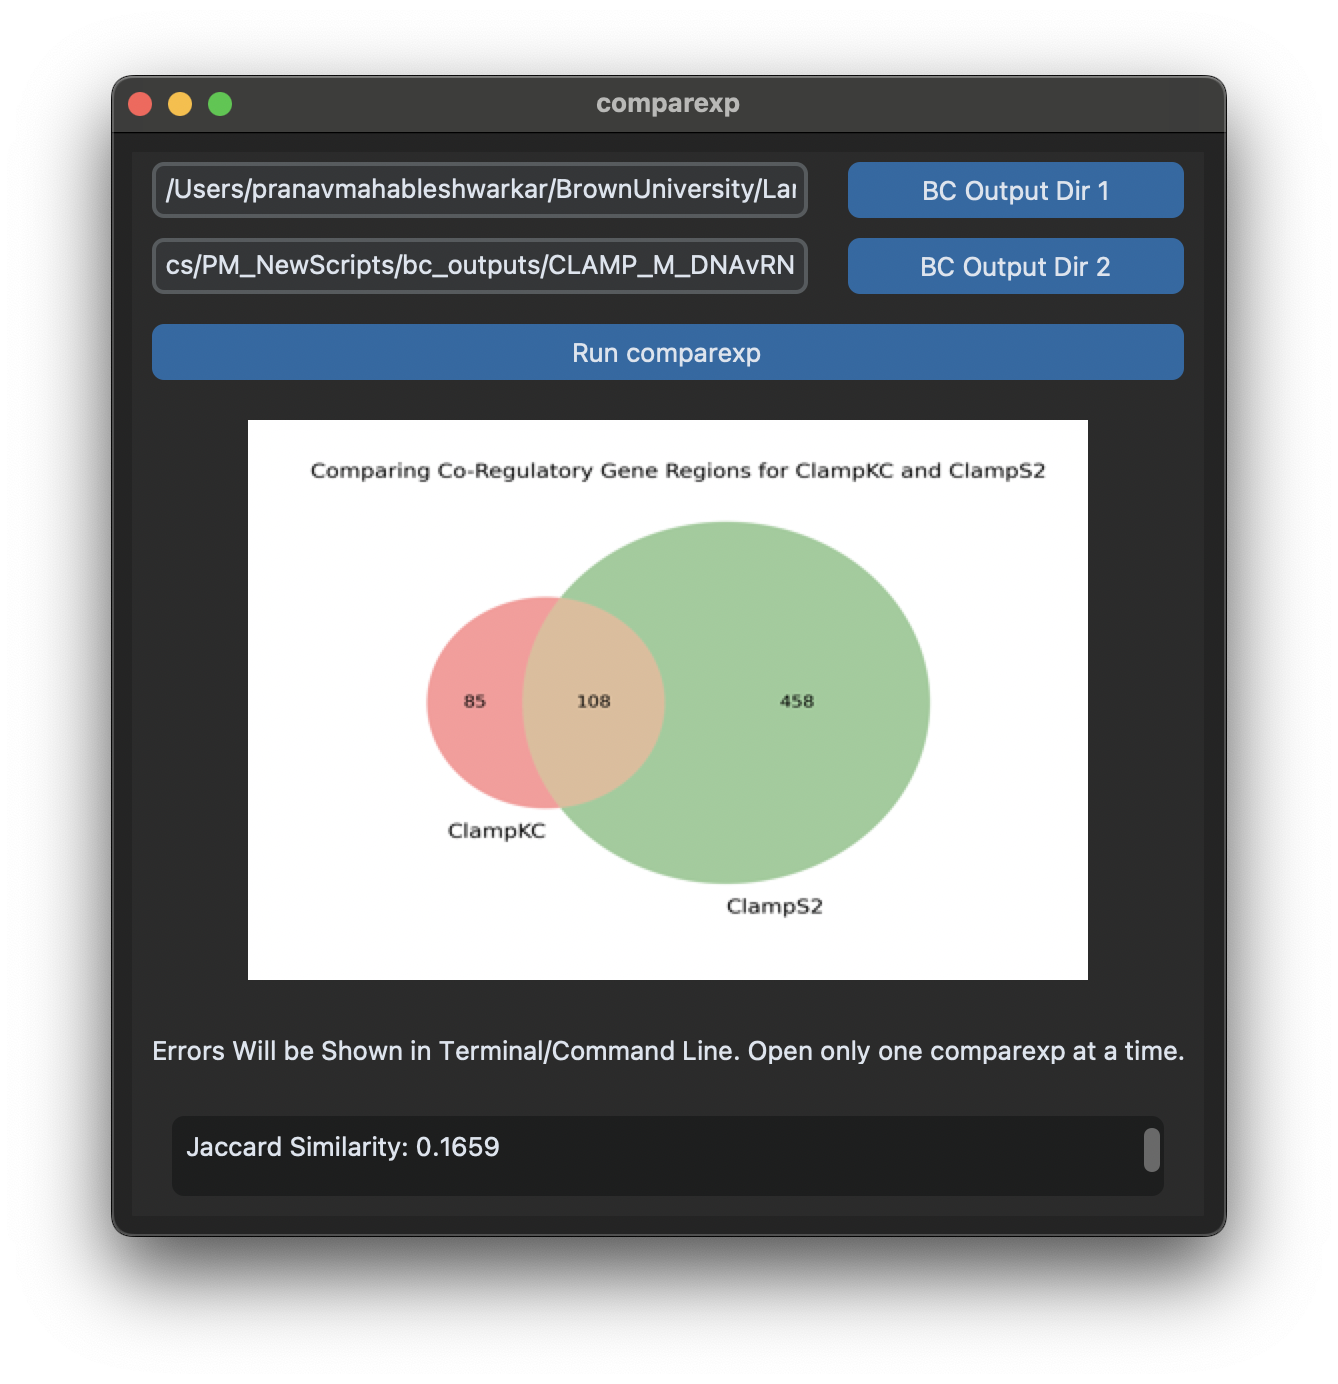 comparexp
/Users/pranavmahableshwarkar/BrownUniversity/Lar
BC Output Dir 1
cs/PM_NewScripts/bc_outputs/CLAMP_M_DNAvRN
BC Output Dir 2
Run comparexp
Comparing Co-Regulatory Gene Regions for ClampKC and ClampS2
85
108
458
ClampKC
ClampS2
Errors Will be Shown in Terminal/Command Line. Open only one comparexp at a time.
Jaccard Similarity: 0.1659